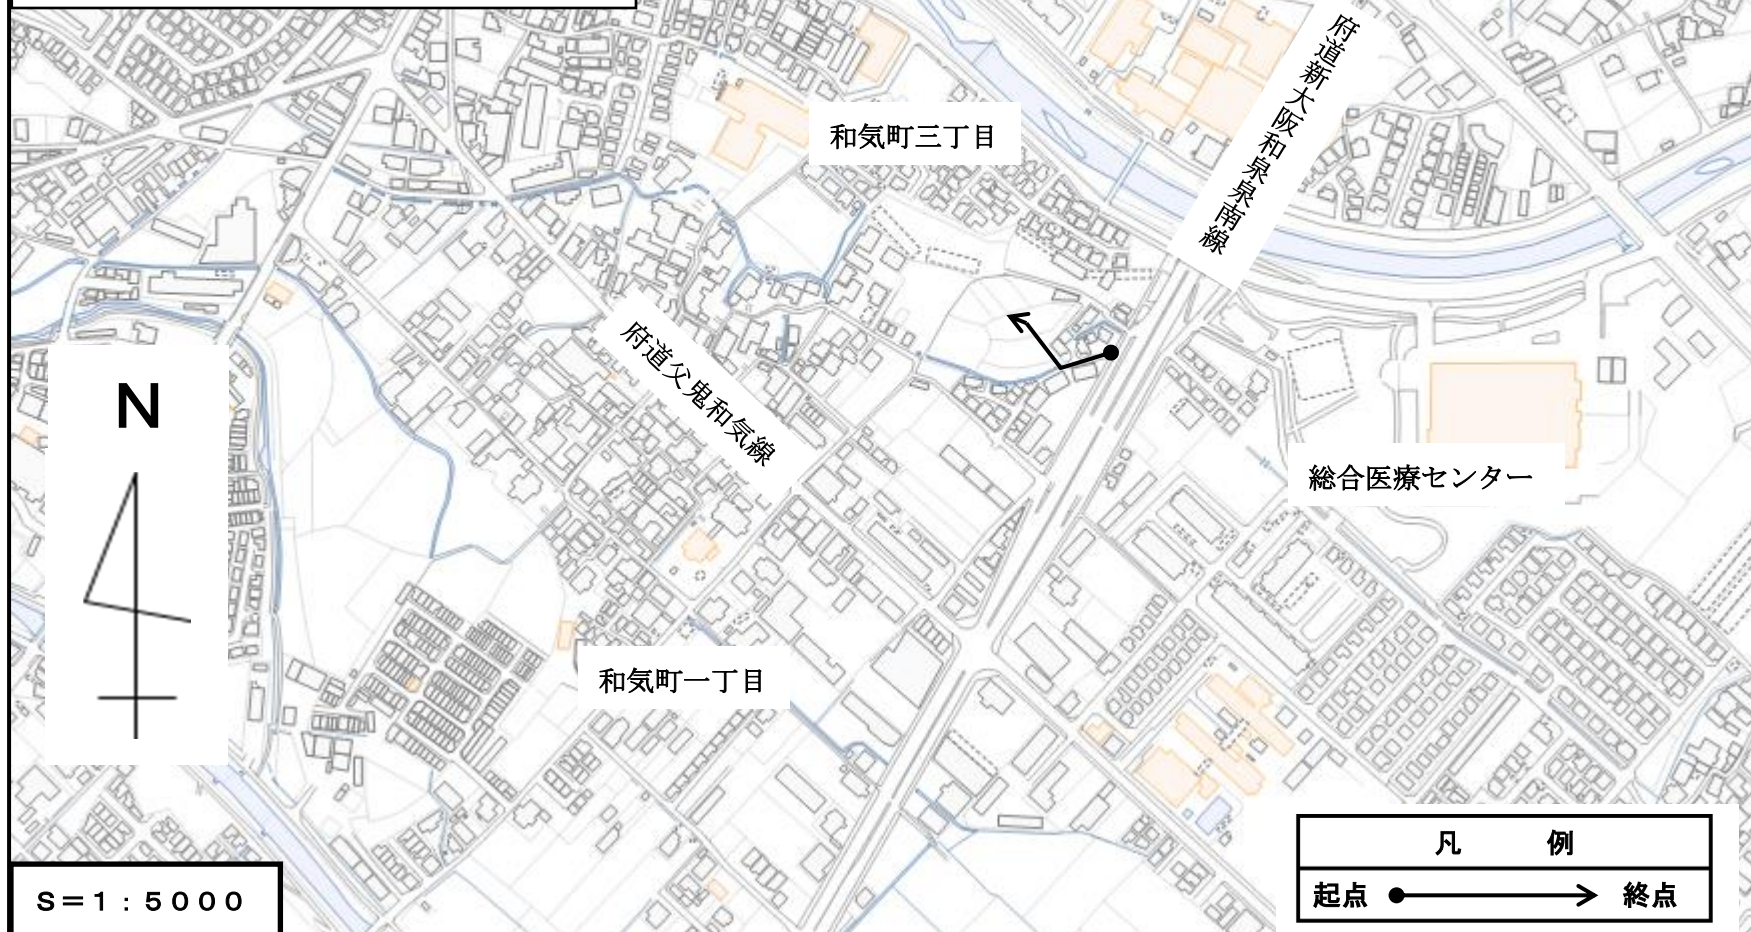 和気町三丁目
府道新大阪和泉泉南線
府道父鬼和気線
N
総合医療センター
和気町一丁目
凡　例
起点 終点
S＝1：5000